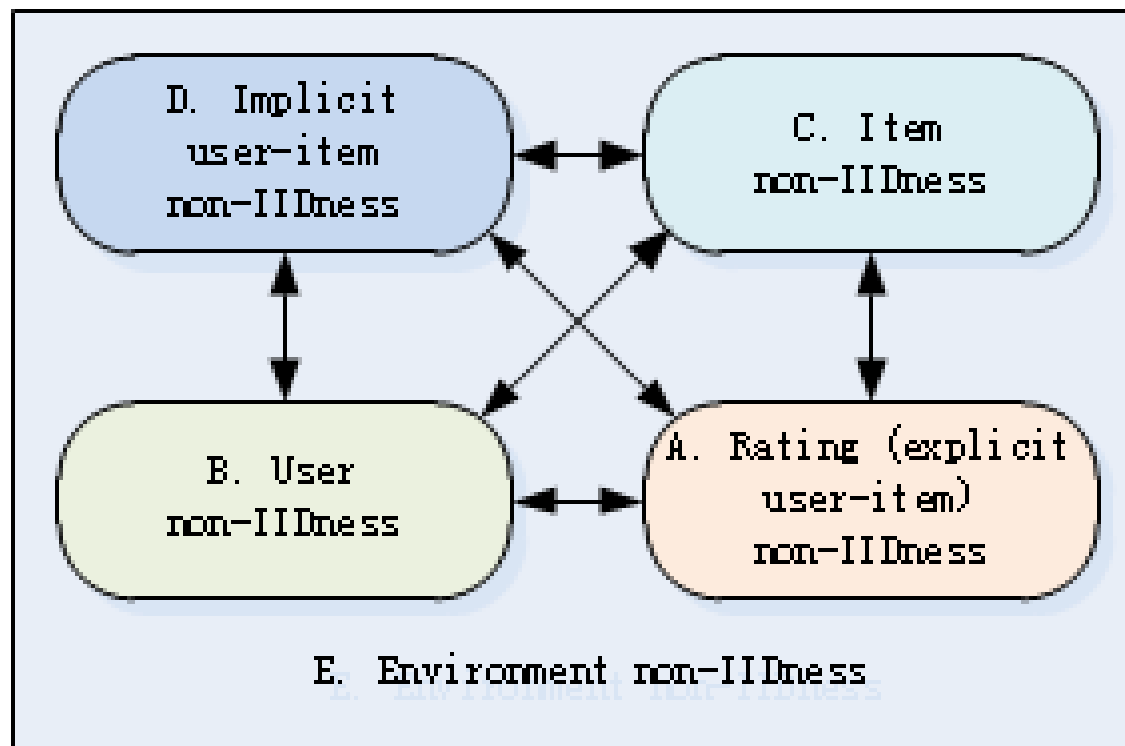 D. Implicit
user-item
non-IIDness
C. Item
non-IIDness
B. User
non-IIDness
A. Rating (explicit
user-item)
non-IIDness
E. Environment non-IIDness